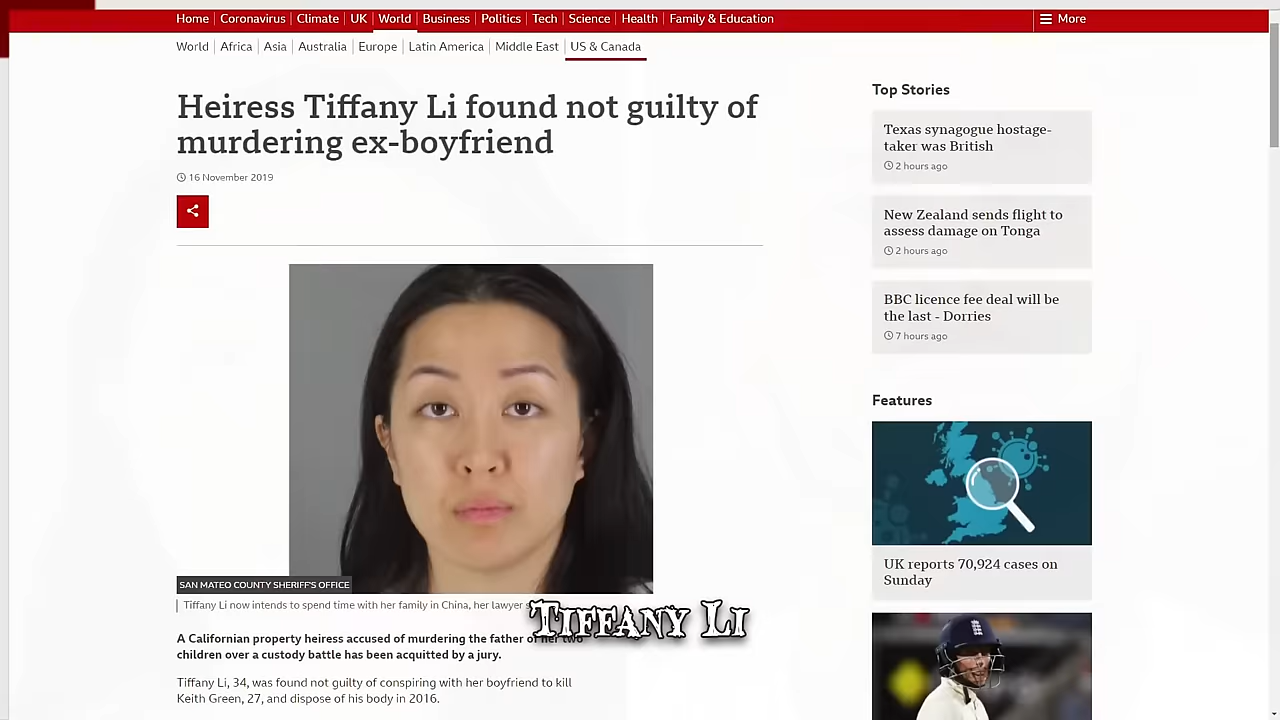 Home Coronavirus Climate UK World Business Politics Tech Science Health Family & Education More
World Africa Asia Australia Europe Latin America Middle East US & Canada
Heiress Tiffany Li found not guilty of
murdering ex-boyfriend
16 November 2019
SAN MATEO COUNTY SHERIFF'S OFFICE
Tiffany Li now intends to spend time with her family in China, her lawyer
Tiffany Li
A Californian property heiress accused of murdering the father of her two
children over a custody battle has been acquitted by a jury.
Tiffany Li, 34, was found not guilty of conspiring with her boyfriend to kill
Keith Green, 27, and dispose of his body in 2016.
Top Stories
Texas synagogue hostage-
taker was British
2 hours ago
New Zealand sends flight to
assess damage on Tonga
2 hours ago
BBC licence fee deal will be
the last - Dorries
7 hours ago
Features
UK reports 70,924 cases on
Sunday